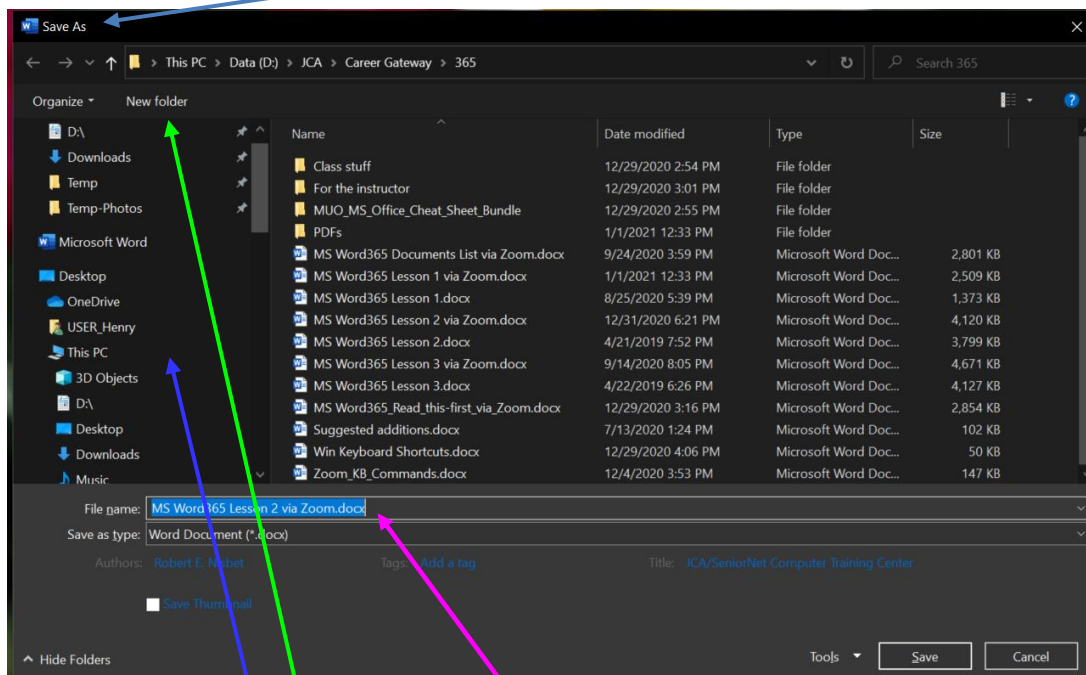 Save As
This PC > Data (D:) > JCA > Career Gateway > 365 Search 365
Organize New folder
Name Date modified Type Size
D:\
Downloads
Temp
Temp-Photos
Microsoft Word
Desktop
OneDrive
USER_Henry
This PC
3D Objects
D:\
Desktop
Downloads
Music
Class stuff 12/29/2020 2:54 PM File folder
For the instructor 12/29/2020 3:01 PM File folder
MUO_MS_Office_Cheat_Sheet_Bundle 12/29/2020 2:55 PM File folder
PDFs 1/1/2021 12:33 PM File folder
MS Word365 Documents List via Zoom.docx 9/24/2020 3:59 PM Microsoft Word Doc... 2,801 KB
MS Word365 Lesson 1 via Zoom.docx 1/1/2021 12:33 PM Microsoft Word Doc... 2,509 KB
MS Word365 Lesson 1.docx 8/25/2020 5:39 PM Microsoft Word Doc... 1,373 KB
MS Word365 Lesson 2 via Zoom.docx 12/31/2020 6:21 PM Microsoft Word Doc... 4,120 KB
MS Word365 Lesson 2.docx 4/21/2019 7:52 PM Microsoft Word Doc... 3,799 KB
MS Word365 Lesson 3 via Zoom.docx 9/14/2020 8:05 PM Microsoft Word Doc... 4,671 KB
MS Word365 Lesson 3.docx 4/22/2019 6:26 PM Microsoft Word Doc... 4,127 KB
MS Word365_Read_this-first_via_Zoom.docx 12/29/2020 3:16 PM Microsoft Word Doc... 2,854 KB
Suggested additions.docx 7/13/2020 1:24 PM Microsoft Word Doc... 102 KB
Win Keyboard Shortcuts.docx 12/29/2020 4:06 PM Microsoft Word Doc... 50 KB
Zoom_KB_Commands.docx 12/4/2020 3:53 PM Microsoft Word Doc... 147 KB
File name: MS Word365 Lesson 2 via Zoom.docx
Save as type: Word Document (*.docx)
Authors: Robert E. Nisbet Tags: Add a tag Title: JCA/SeniorNet Computer Training Center
Save Thumbnail
Hide Folders Tools Save Cancel